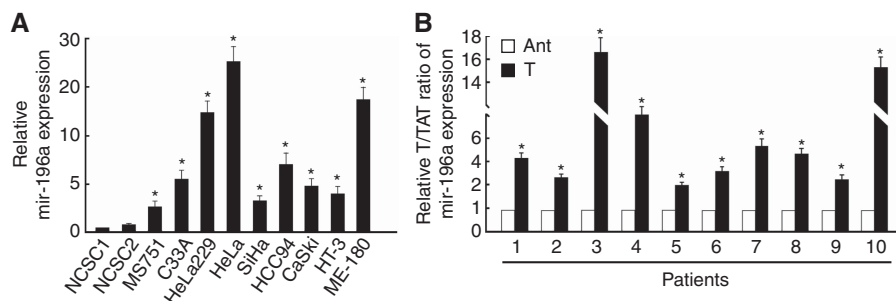 A
Relative
mir-196a expression
30
20
10
5
0
*
*
*
*
*
*
*
*
*
NCSC1
NCSC2
MS751
C33A
HeLa229
HeLa
SiHa
HCC94
CaSki
HT-3
ME-180
B
Relative T/TAT ratio of
mir-196a expression
18
16
14
6
4
2
1
0
Ant
T
*
*
*
*
*
*
*
*
*
*
1 2 3 4 5 6 7 8 9 10
Patients